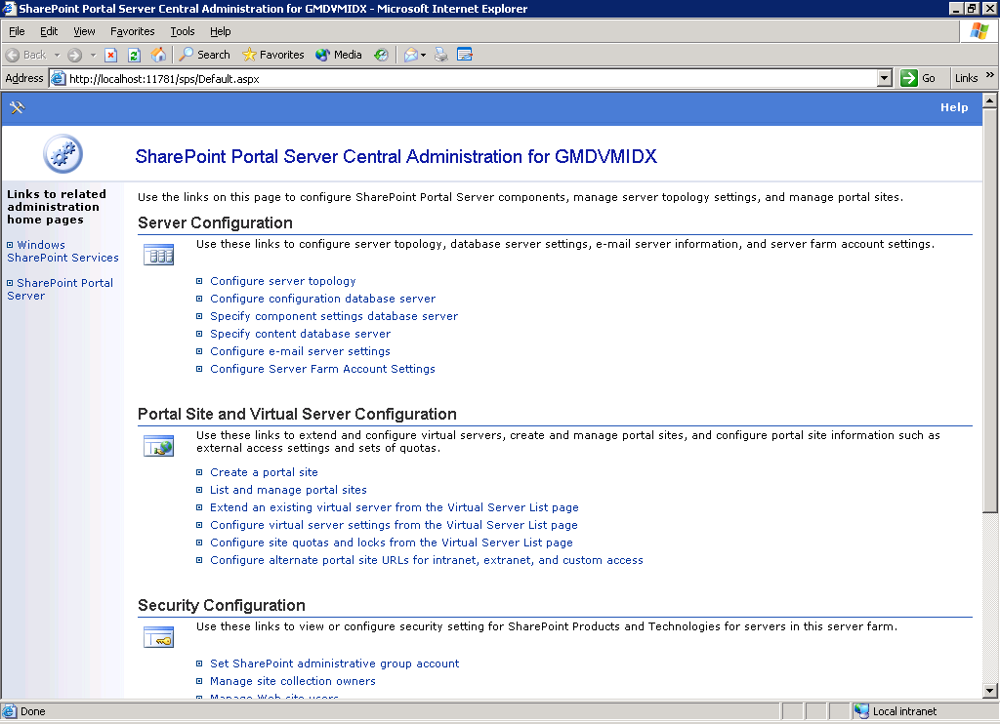 SharePoint Portal Server Central Administration for GMDVMIDX - Microsoft Internet Explorer
File Edit View Favorites Tools Help
Back Search Favorites Media
Address http://localhost:11781/sps/Default.aspx Go Links »
Help
SharePoint Portal Server Central Administration for GMDVMIDX
Links to related
administration
home pages
Windows
SharePoint Services
SharePoint Portal
Server
Use the links on this page to configure SharePoint Portal Server components, manage server topology settings, and manage portal sites.
Server Configuration
Use these links to configure server topology, database server settings, e-mail server information, and server farm account settings.
Configure server topology
Configure configuration database server
Specify component settings database server
Specify content database server
Configure e-mail server settings
Configure Server Farm Account Settings
Portal Site and Virtual Server Configuration
Use these links to extend and configure virtual servers, create and manage portal sites, and configure portal site information such as
external access settings and sets of quotas.
Create a portal site
List and manage portal sites
Extend an existing virtual server from the Virtual Server List page
Configure virtual server settings from the Virtual Server List page
Configure site quotas and locks from the Virtual Server List page
Configure alternate portal site URLs for intranet, extranet, and custom access
Security Configuration
Use these links to view or configure security setting for SharePoint Products and Technologies for servers in this server farm.
Set SharePoint administrative group account
Manage site collection owners
Manage Web site users
Done
Local intranet